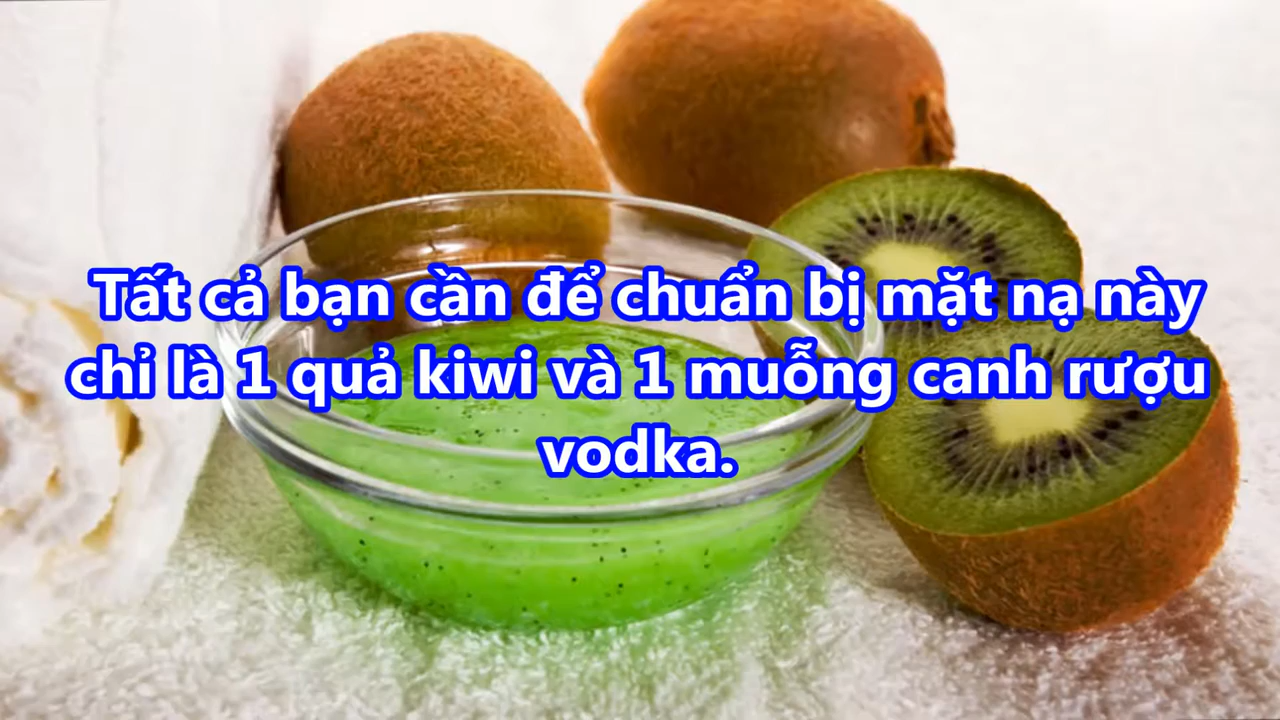 Tất cả bạn cần để chuẩn bị mặt nạ này
chỉ là 1 quả kiwi và 1 muỗng canh rượu
vodka.